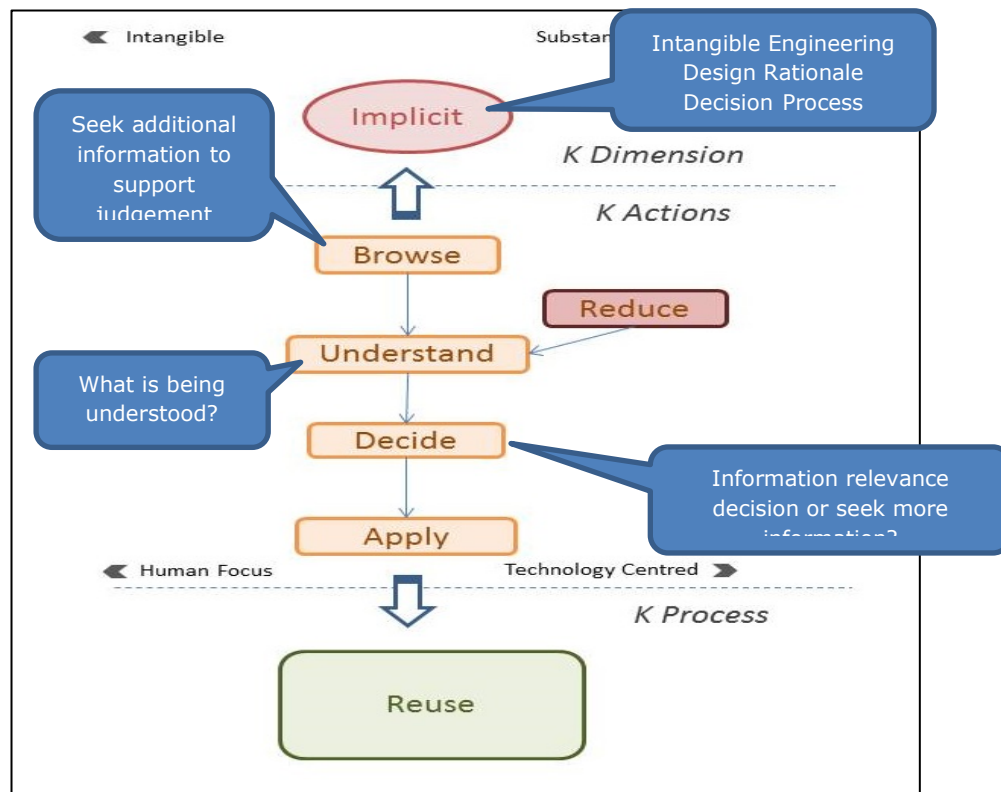 Intangible
Substan
Intangible Engineering
Design Rationale
Decision Process
Implicit
Seek additional
information to
support
judgement
K Dimension
K Actions
Browse
Reduce
Understand
What is being
understood?
Decide
Information relevance
decision or seek more
information?
Apply
Human Focus
Technology Centred
K Process
Reuse